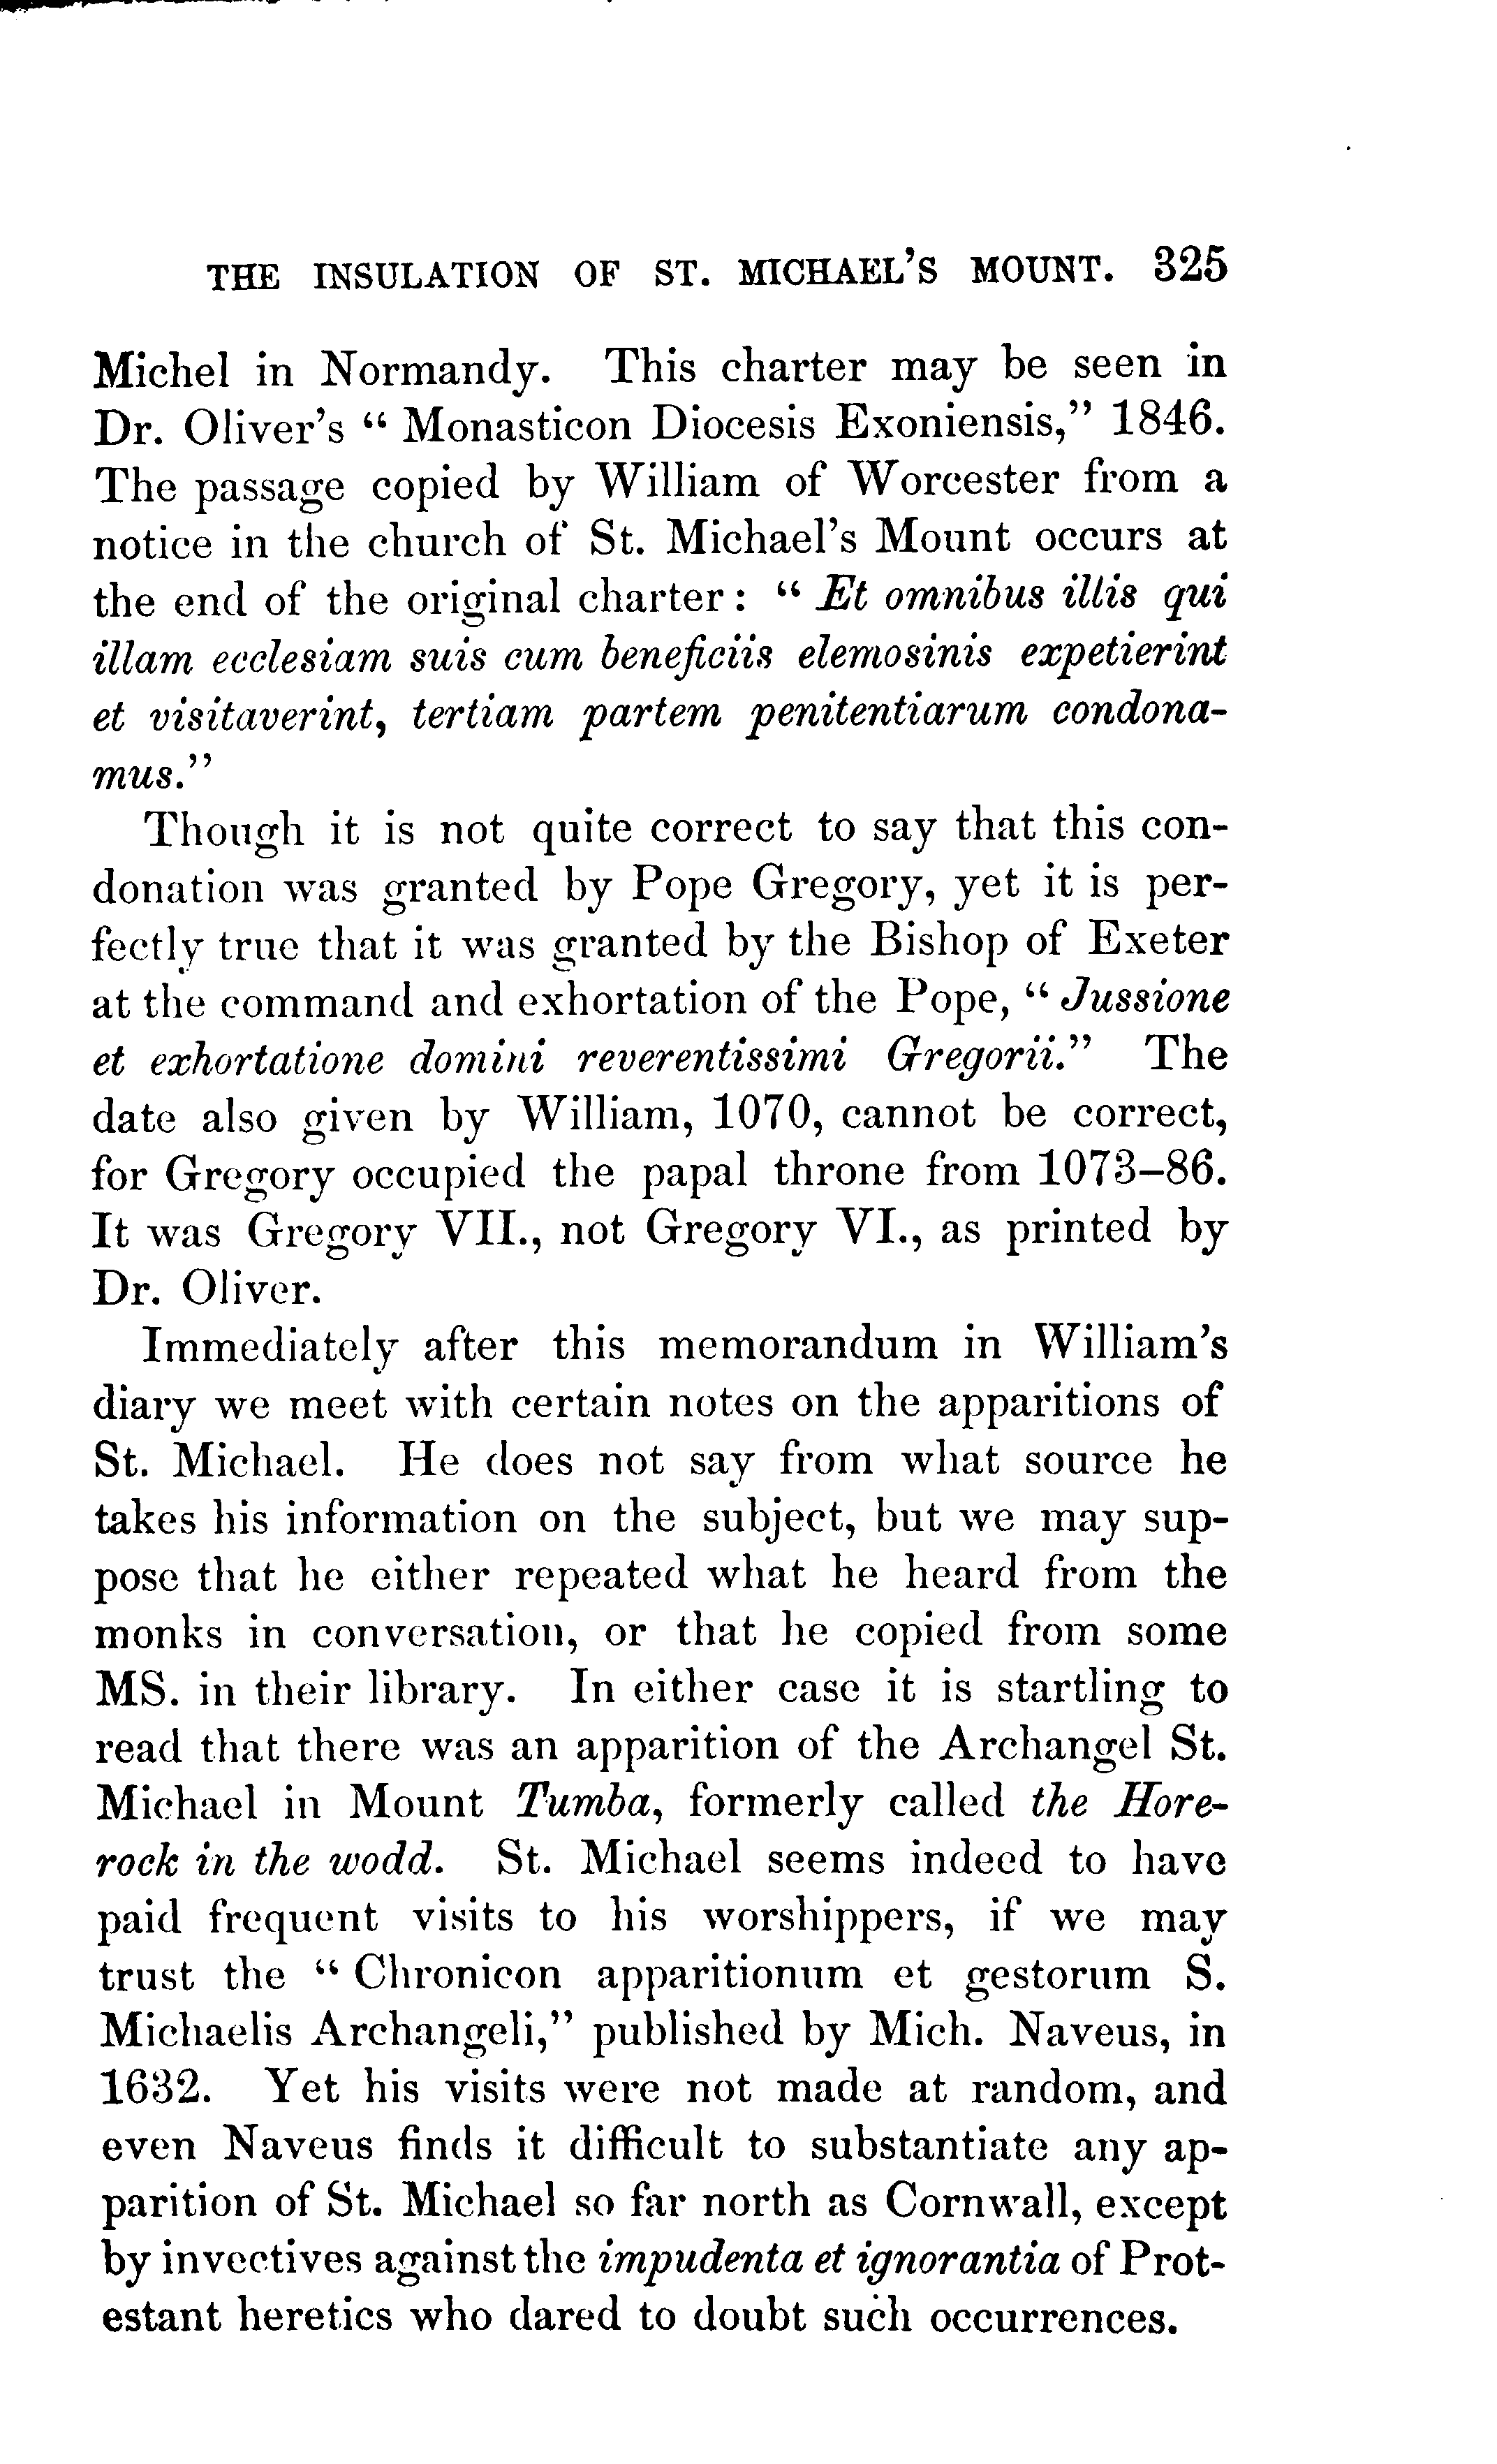 THE INSULATION OF ST. MICHAEL'S MOUNT. 325
Michel in Normandy. This charter may be seen in
Dr. Oliver's “ Monasticon Diocesis Exoniensis,” 1846.
The passage copied by William of Worcester from a
notice in the church of St. Michael's Mount occurs at
the end of the original charter : “ Et omnibus illis qui
illam ecclesiam suis cum beneficiis elemosinis expetierint
et visitaverint, tertiam partem penitentiarum condona-
mus.”
Though it is not quite correct to say that this con-
donation was granted by Pope Gregory, yet it is per-
fectly true that it was granted by the Bishop of Exeter
at the command and exhortation of the Pope, “ Jussione
et exhortatione domini reverentissimi Gregorii.” The
date also given by William, 1070, cannot be correct,
for Gregory occupied the papal throne from 1073–86.
It was Gregory VII., not Gregory VI., as printed by
Dr. Oliver.
Immediately after this memorandum in William's
diary we meet with certain notes on the apparitions of
St. Michael. He does not say from what source he
takes his information on the subject, but we may sup-
pose that he either repeated what he heard from the
monks in conversation, or that he copied from some
MS. in their library. In either case it is startling to
read that there was an apparition of the Archangel St.
Michael in Mount Tumba, formerly called the Hore-
rock in the wodd. St. Michael seems indeed to have
paid frequent visits to his worshippers, if we may
trust the “ Chronicon apparitionum et gestorum S.
Michaelis Archangeli,” published by Mich. Naveus, in
1632. Yet his visits were not made at random, and
even Naveus finds it difficult to substantiate any ap-
parition of St. Michael so far north as Cornwall, except
by invectives against the impudenta et ignorantia of Prot-
estant heretics who dared to doubt such occurrences.